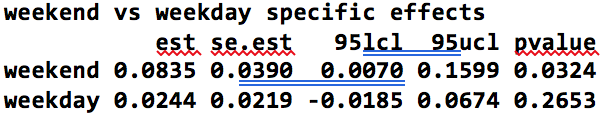 weekend vs weekday specific effects
est se.est 95lcl 95ucl pvalue
weekend 0.0835 0.0390 0.0070 0.1599 0.0324
weekday 0.0244 0.0219 -0.0185 0.0674 0.2653